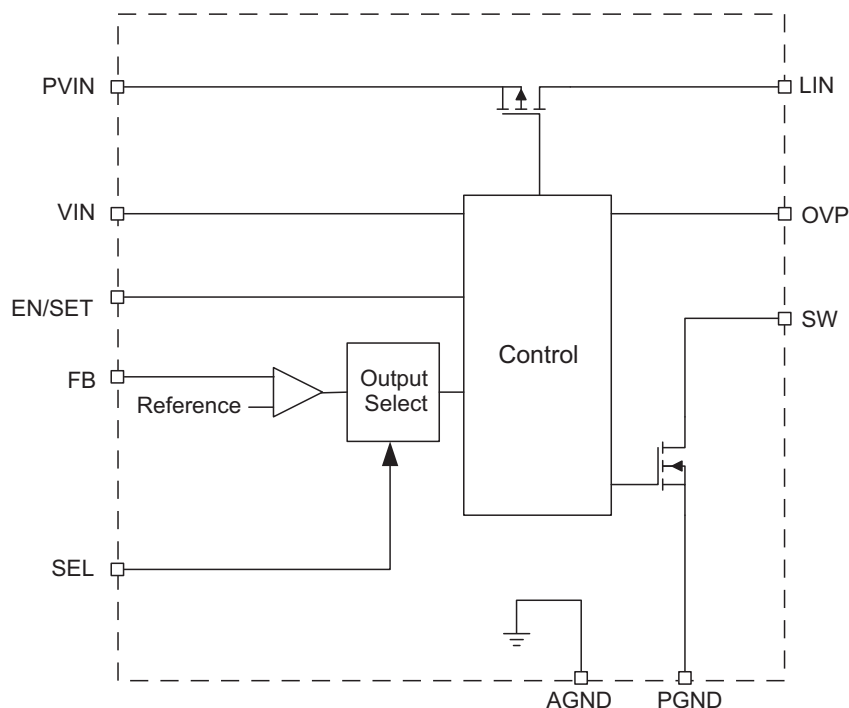 PVIN
LIN
VIN
OVP
EN/SET
SW
Control
FB
Output
Select
Reference
SEL
AGND
PGND